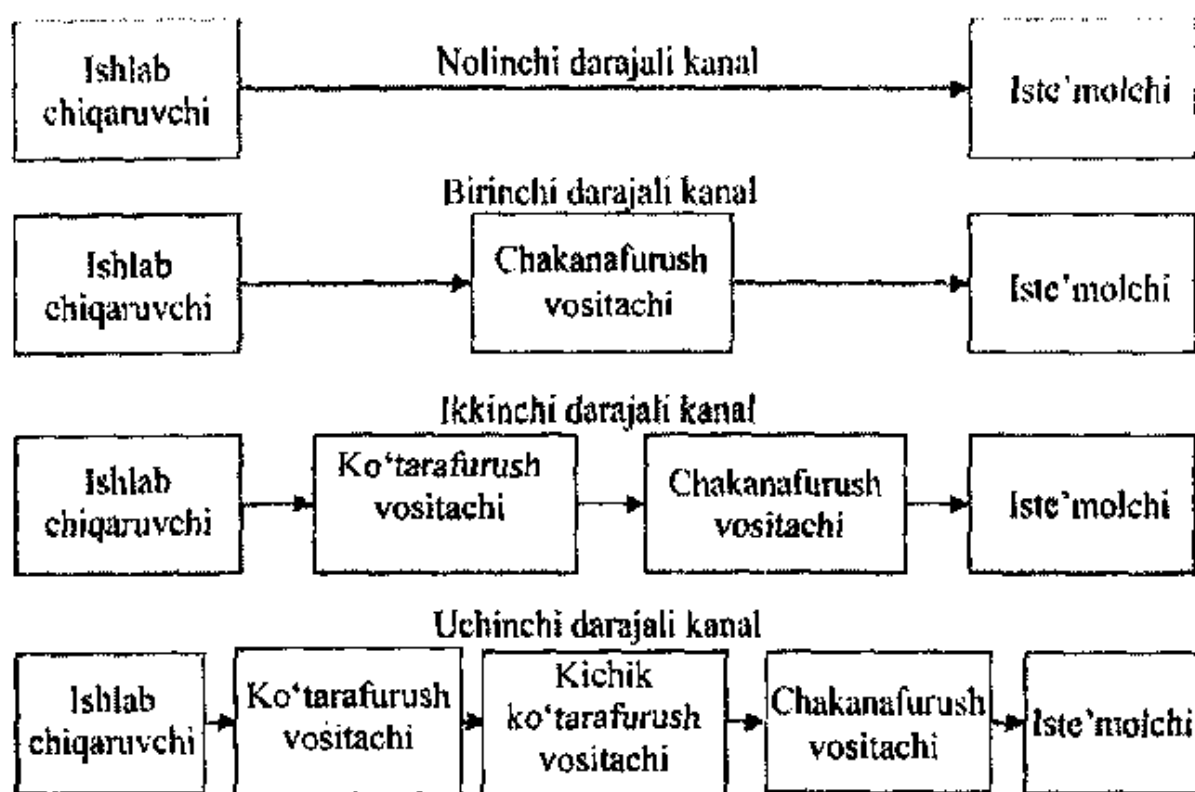 Nolinchi darajali kanal
Ishlab
chiqaruvchi
Iste’molchi
Birinchi darajali kanal
Ishlab
chiqaruvchi
Chakanafurush
vositachi
Iste’molchi
Ikkinchi darajali kanal
Ishlab
chiqaruvchi
Ko‘tarafurush
vositachi
Chakanafurush
vositachi
Iste’molchi
Uchinchi darajali kanal
Ishlab
chiqaruvchi
Ko‘tarafurush
vositachi
Kichik
ko‘tarafurush
vositachi
Chakanafurush
vositachi
Iste’molchi